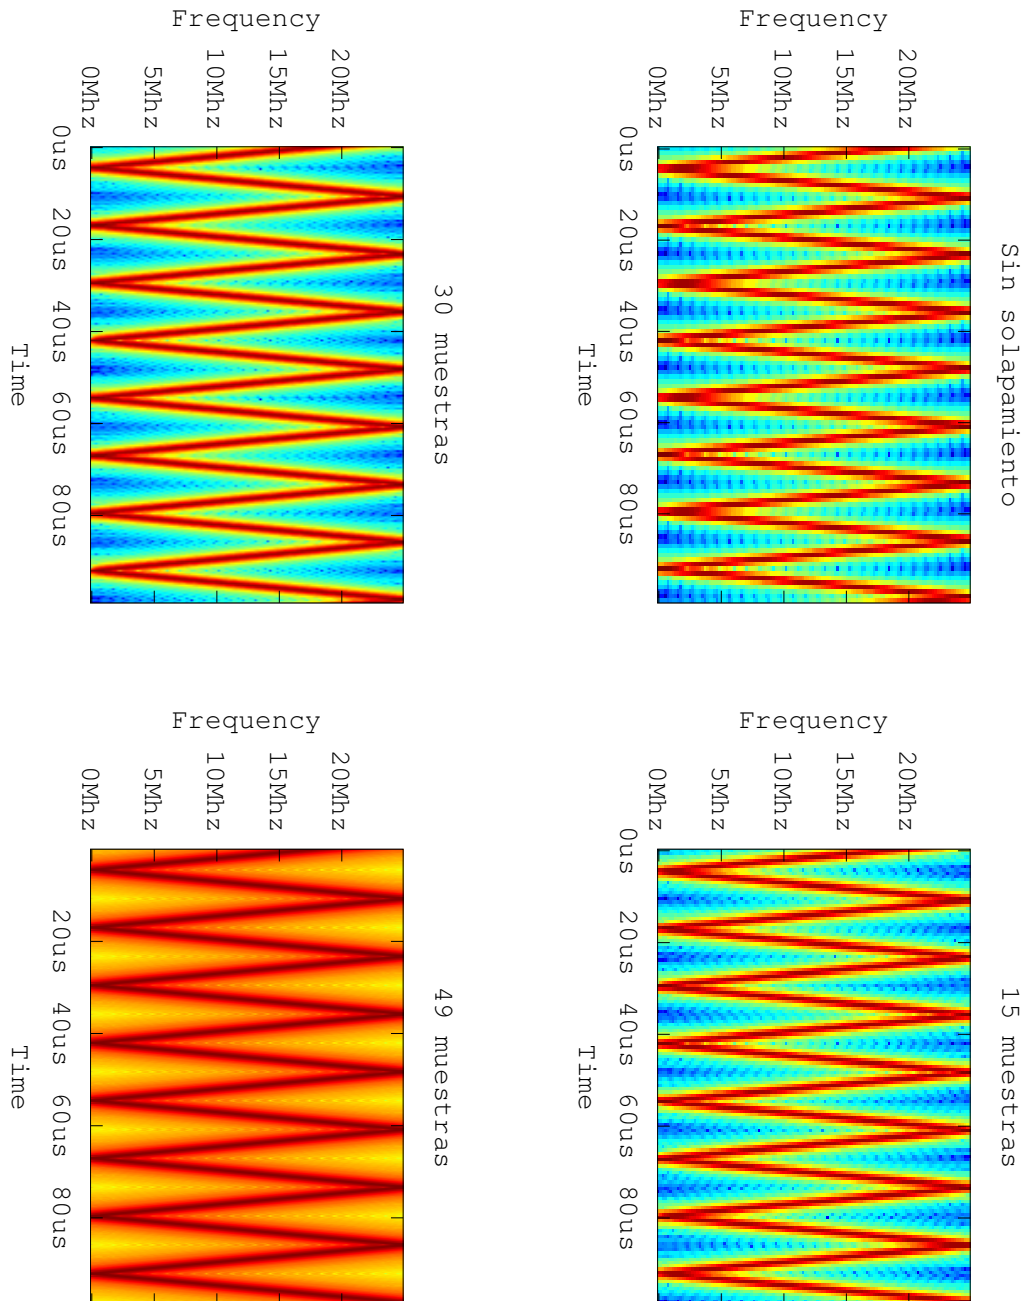 Sin solapamiento
Frequency
20Mhz
15Mhz
10Mhz
5Mhz
0Mhz
0us 20us 40us 60us 80us
Time
15 muestras
Frequency
20Mhz
15Mhz
10Mhz
5Mhz
0Mhz
0us 20us 40us 60us 80us
Time
30 muestras
Frequency
20Mhz
15Mhz
10Mhz
5Mhz
0Mhz
0us 20us 40us 60us 80us
Time
49 muestras
Frequency
20Mhz
15Mhz
10Mhz
5Mhz
0Mhz
20us 40us 60us 80us
Time